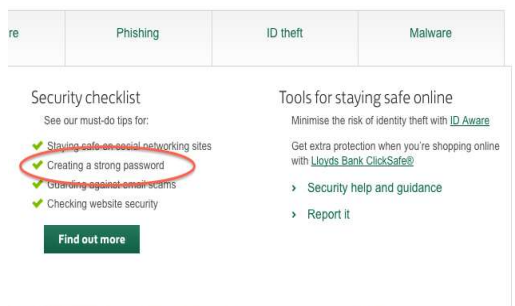 re
Phishing
ID theft
Malware
Security checklist
See our must-do tips for:
Staying safe on social networking sites
Creating a strong password
Guarding against email scams
Checking website security
Find out more
Tools for staying safe online
Minimise the risk of identity theft with ID Aware
Get extra protection when you're shopping online
with Lloyds Bank ClickSafe®
› Security help and guidance
› Report it